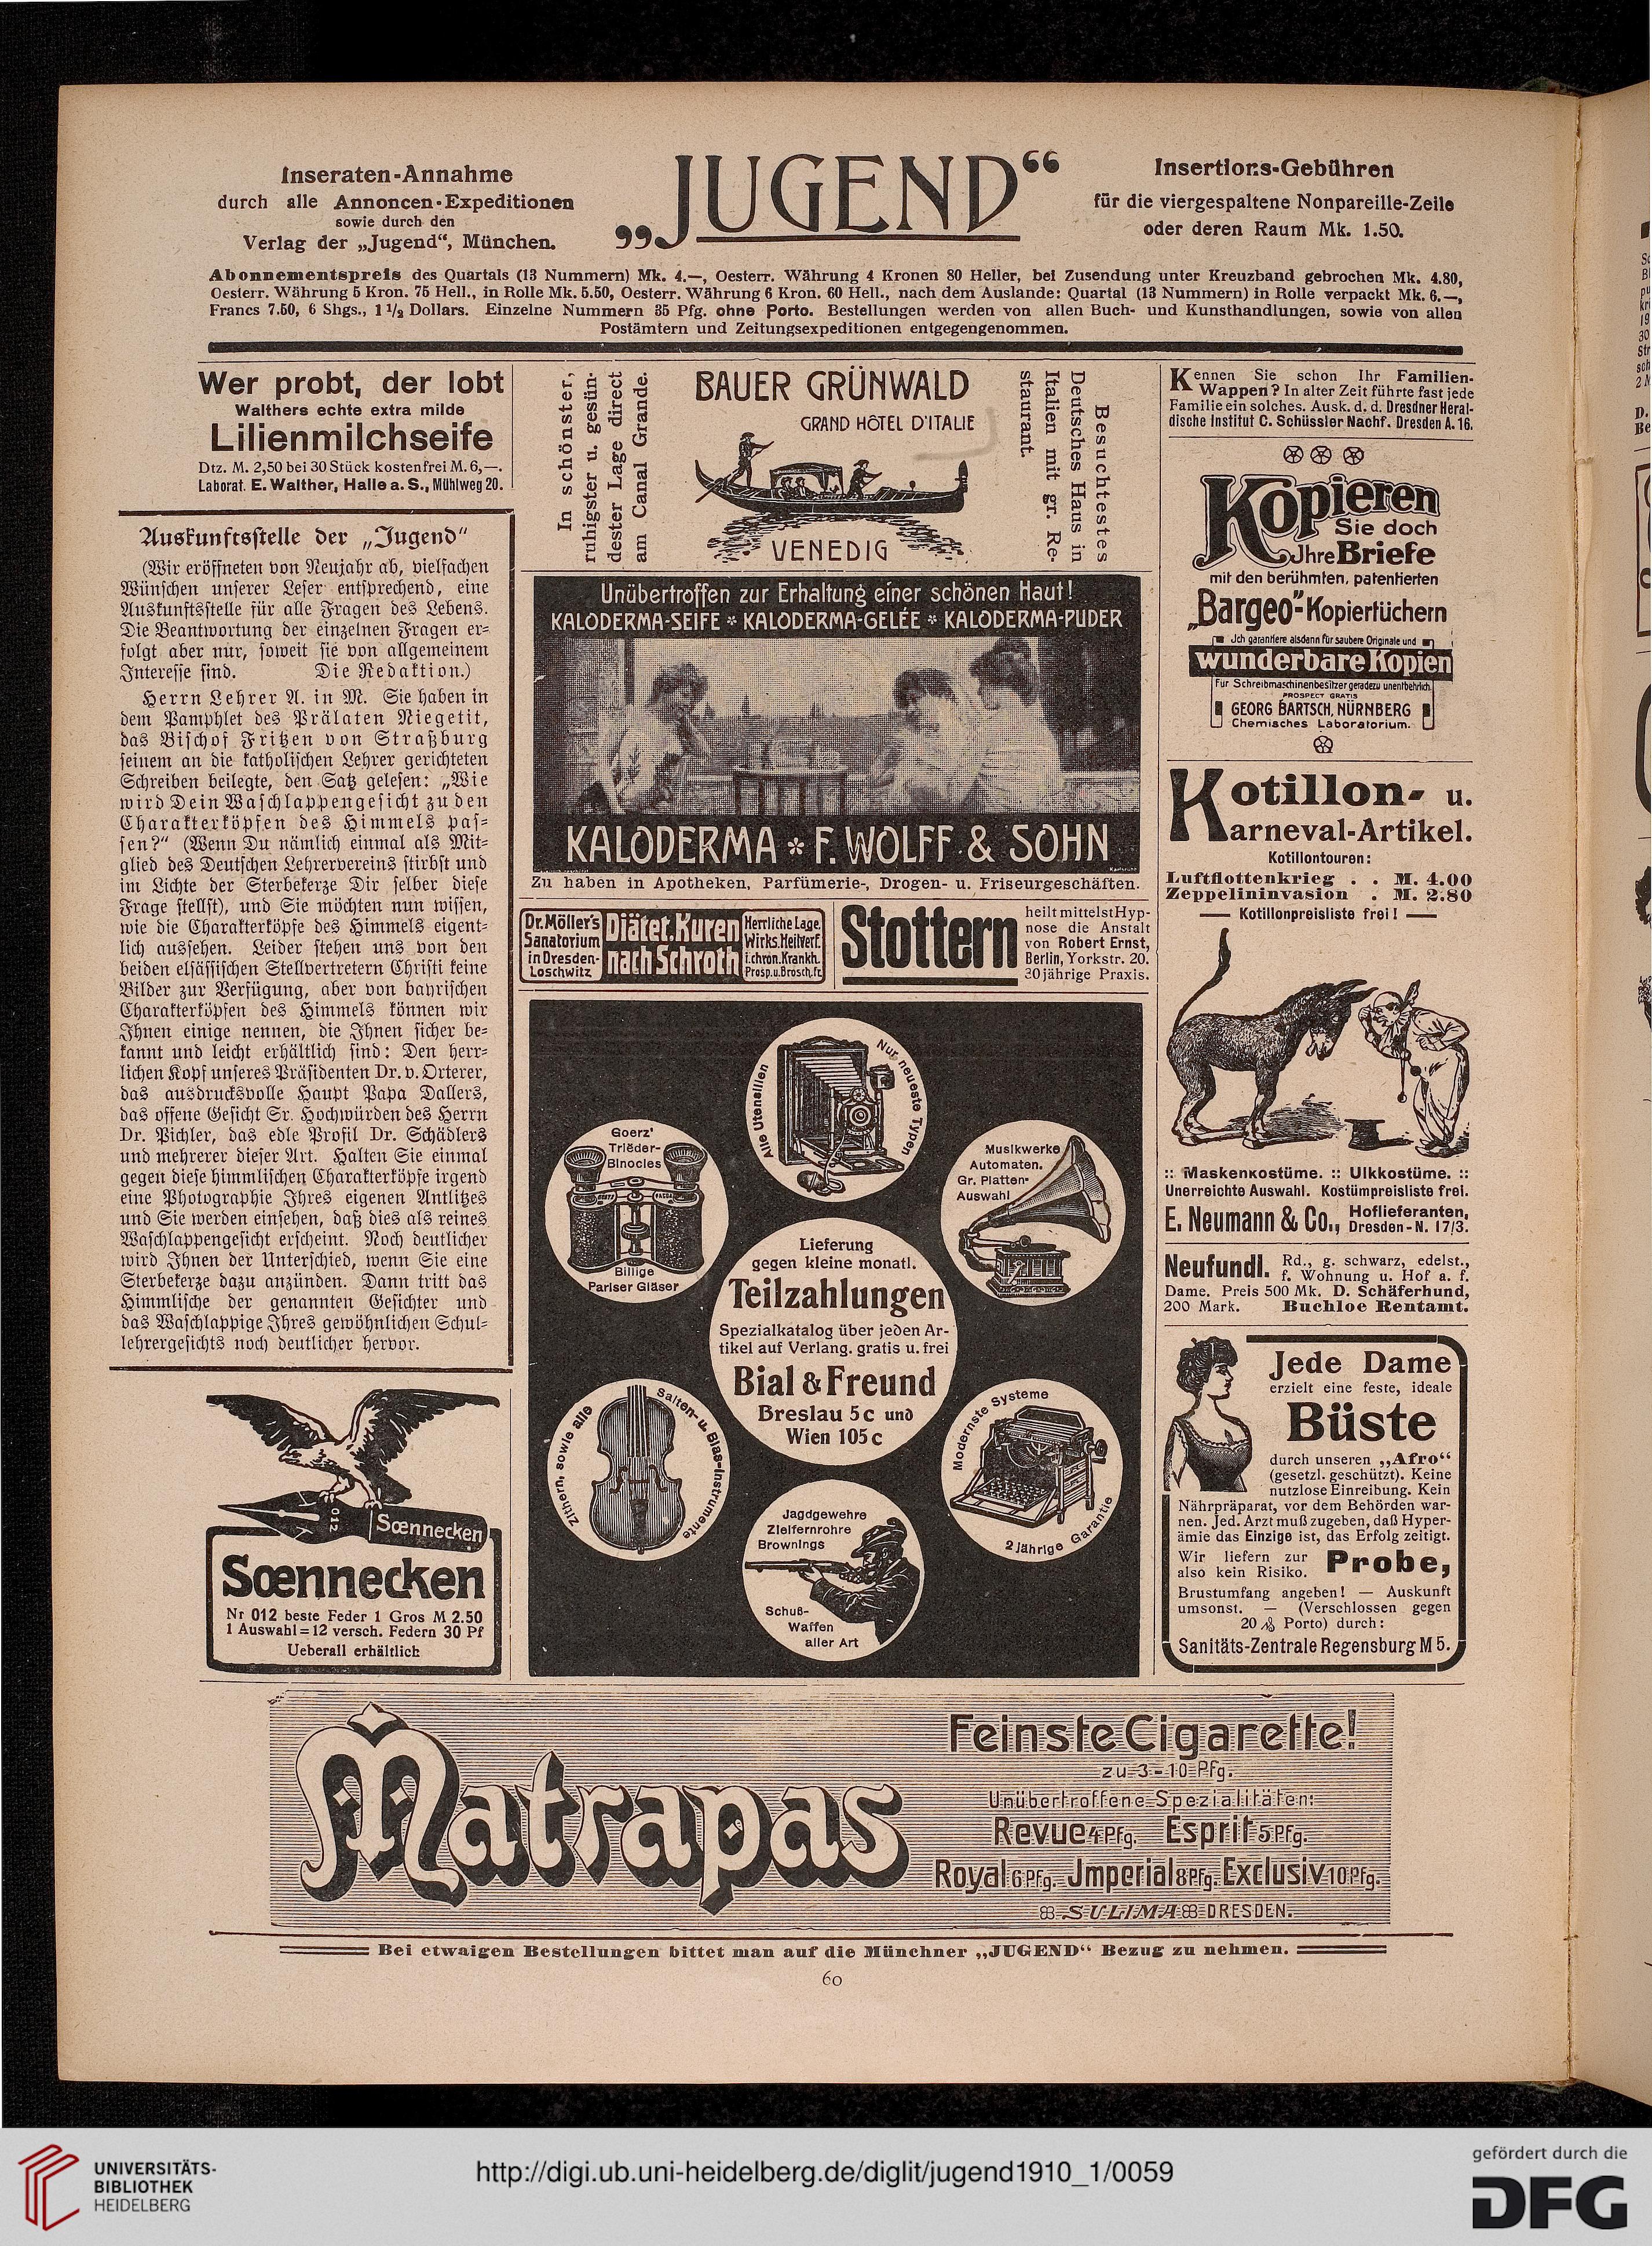 Inseraten-Annahme
durch alle Annoncen-Expeditionen
sowie durch den
Verlag der „Jugend“, München.
„JUGEND“
Insertions-Gebühren
für die viergespaltene Nonpareille-Zeile
oder deren Raum Mk. 1.50.
Abonnementspreis des Quartals (13 Nummern) Mk. 4.—, Oesterr. Währung 4 Kronen 80 Heller, bei Zusendung unter Kreuzband gebrochen Mk. 4.80,
Oesterr. Währung 5 Kron. 75 Hell., in Rolle Mk. 5.50, Oesterr. Währung 6 Kron. 60 Hell., nach dem Auslande: Quartal (13 Nummern) in Rolle verpackt Mk. 6.—,
Francs 7.50, 6 Shgs., 1 1/2 Dollars. Einzelne Nummern 35 Pfg. ohne Porto. Bestellungen werden von allen Buch- und Kunsthandlungen, sowie von allen
Postämtern und Zeitungsexpeditionen entgegengenommen.
Wer probt, der lobt
Walthers echte extra milde
Lilienmilchseife
Dtz. M. 2,50 bei 30 Stück kostenfrei M. 6,—.
Laborat. E. Walther, Halle a. S., Mühlweg 20.
Auskunftsstelle der „Jugend“
(Wir eröffneten von Neujahr ab, vielfachen
Wünschen unserer Leser entsprechend, eine
Auskunftsstelle für alle Fragen des Lebens.
Die Beantwortung der einzelnen Fragen er-
folgt aber nur, soweit sie von allgemeinem
Interesse sind. Die Redaktion.)
Herrn Lehrer A. in M. Sie haben in
dem Pamphlet des Prälaten Niegetit,
das Bischof Fritzen von Straßburg
seinem an die katholischen Lehrer gerichteten
Schreiben beilegte, den Satz gelesen: „Wie
wird Dein Waschlappengesicht zu den
Charakterköpfen des Himmels pas-
sen?“ (Wenn Du nämlich einmal als Mit-
glied des Deutschen Lehrervereins stirbst und
im Lichte der Sterbekerze Dir selber diese
Frage stellst), und Sie möchten nun wissen,
wie die Charakterköpfe des Himmels eigent-
lich aussehen. Leider stehen uns von den
beiden elsässischen Stellvertretern Christi keine
Bilder zur Verfügung, aber von bayrischen
Charakterköpfen des Himmels können wir
Ihnen einige nennen, die Ihnen sicher be-
kannt und leicht erhältlich sind: Den herr-
lichen Kopf unseres Präsidenten Dr. v. Orterer,
das ausdrucksvolle Haupt Papa Dallers,
das offene Gesicht Sr. Hochwürden des Herrn
Dr. Pichler, das edle Profil Dr. Schädlers
und mehrerer dieser Art. Halten Sie einmal
gegen diese himmlischen Charakterköpfe irgend
eine Photographie Ihres eigenen Antlitzes
und Sie werden einsehen, daß dies als reines
Waschlappengesicht erscheint. Noch deutlicher
wird Ihnen der Unterschied, wenn Sie eine
Sterbekerze dazu anzünden. Dann tritt das
Himmlische der genannten Gesichter und
das Waschlappige Ihres gewöhnlichen Schul-
lehrergesichts noch deutlicher hervor.
012
Sœnnecken
Sœnnecken
Nr 012 beste Feder 1 Gros M 2.50
1 Auswahl = 12 versch. Federn 30 Pf
Ueberall erhältlich
In schönster,
ruhigster u. gesün-
dester Lage direct
am Canal Grande.
BAUER GRÜNWALD
GRAND HÔTEL D'ITALIE
VENEDIG
Besuchtestes
Deutsches Haus in
Italien mit gr. Re-
staurant.
Unübertroffen zur Erhaltung einer schönen Haut!
KALODERMA-SEIFE * KALODERMA-GELÉE * KALODERMA-PUDER
KALODERMA * F. WOLFF & SOHN
Zu haben in Apotheken, Parfümerie-, Drogen- u. Friseurgeschäften.
Dr. Möller's
Sanatorium
in Dresden-
Loschwitz
Diätet. Kuren
nach Schroth
Herrliche Lage.
Wirks. Heilverf.
i. chron. Krankh.
Prosp. u. Brosch. fr.
Stottern
heilt mittelst Hyp-
nose die Anstalt
von Robert Ernst,
Berlin, Yorkstr. 20.
30 jährige Praxis.
Alle Utensilien
Nur neueste Typen
Goerz'
Triëder-
Binocles
Billige
Pariser Gläser
Musikwerke
Automaten.
Gr. Platten-
Auswahl
Lieferung
gegen kleine monatl.
Teilzahlungen
Spezialkatalog über jeden Ar-
tikel auf Verlang. gratis u. frei
Bial & Freund
Breslau 5 c und
Wien 105 c
Zithern, sowie alle
Saiten- u. Blas-Instrumente
Modernste Systeme
2 jährige Garantie
Jagdgewehre
Zielfernrohre
Brownings
Schuß-
Waffen
aller Art
Kennen Sie schon Ihr Familien-
Wappen? In alter Zeit führte fast jede
Familie ein solches. Ausk. d. d. Dresdner Heral-
dische Institut C. Schüssler Nachf. Dresden A. 16.
Kopieren
Sie doch
Jhre Briefe
mit den berühmten, patentierten
„Bargeo“-Kopiertüchern
Jch garantiere alsdann für saubere Originale und
wunderbare Kopien
Für Schreibmaschinenbesitzer geradezu unentbehrlich.
PROSPECT GRATIS
GEORG BARTSCH, NÜRNBERG
Chemisches Laboratorium.
Kotillon- u.
Karneval-Artikel.
Kotillontouren:
Luftflottenkrieg . . M. 4.00
Zeppelininvasion . M. 2.80
Kotillonpreisliste frei!
:: Maskenkostüme. :: Ulkkostüme. ::
Unerreichte Auswahl. Kostümpreisliste frei.
E. Neumann & Co., Hoflieferanten,
Dresden-N. 17/3.
Neufundl. Rd., g. schwarz, edelst.,
f. Wohnung u. Hof a. f.
Dame. Preis 500 Mk. D. Schäferhund,
200 Mark. Buchloe Rentamt.
Jede Dame
erzielt eine feste, ideale
Büste
durch unseren „Afro“
(gesetzl. geschützt). Keine
nutzlose Einreibung. Kein
Nährpräparat, vor dem Behörden war-
nen. Jed. Arzt muß zugeben, daß Hyper-
ämie das Einzige ist, das Erfolg zeitigt.
Wir liefern zur
also kein Risiko. Probe,
Brustumfang angeben! — Auskunft
umsonst. — (Verschlossen gegen
20 ₰ Porto) durch:
Sanitäts-Zentrale Regensburg M 5.
Matrapas
Feinste Cigarette!
zu 3-10 Pfg.
Unübertroffene Spezialitäten:
Revue 4 Pfg. Esprit 5 Pfg.
Royal 6 Pfg. Jmperial 8 Pfg. Exclusiv 10 Pfg.
SULIMA DRESDEN.
Bei etwaigen Bestellungen bittet man auf die Münchner „JUGEND“ Bezug zu nehmen.
60
UNIVERSITÄTS-
BIBLIOTHEK
HEIDELBERG
http://digi.ub.uni-heidelberg.de/diglit/jugend1910_1/0059
gefördert durch die
DFG